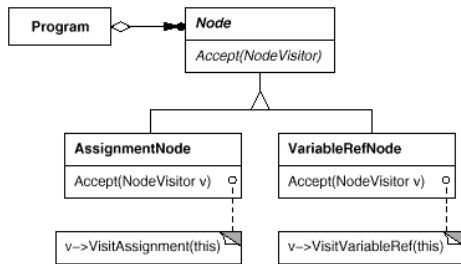 Program
Node
Accept(NodeVisitor)
AssignmentNode
VariableRefNode
Accept(NodeVisitor v)
Accept(NodeVisitor v)
v->VisitAssignment(this)
v->VisitVariableRef(this)